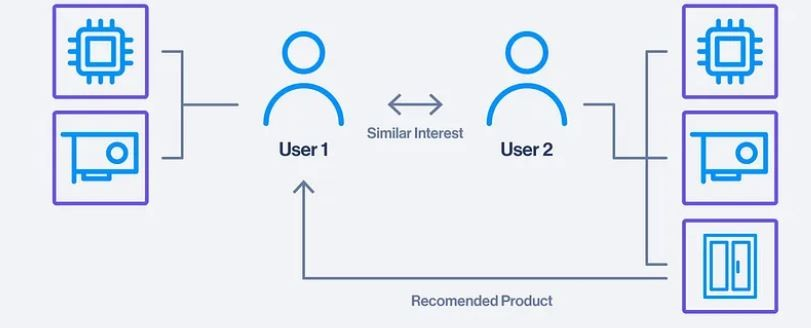 Similar Interest
User 1
User 2
Recomended Product